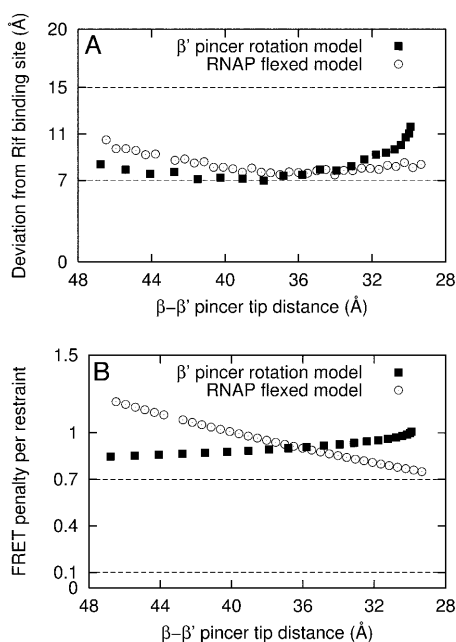 A
β' pincer rotation model
RNAP flexed model
Deviation from Rif binding site (Å)
20
15
11
7
0
48 44 40 36 32 28
β−β' pincer tip distance (Å)
B
β' pincer rotation model
RNAP flexed model
FRET penalty per restraint
1.5
1
0.7
0.4
0.1
0
48 44 40 36 32 28
β−β' pincer tip distance (Å)